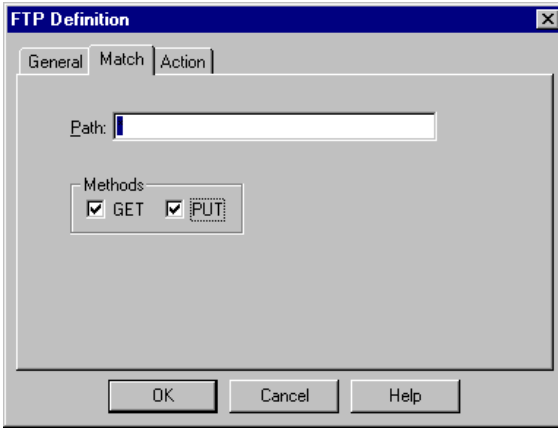 FTP Definition
General Match Action
Path:
Methods
GET PUT
OK Cancel Help